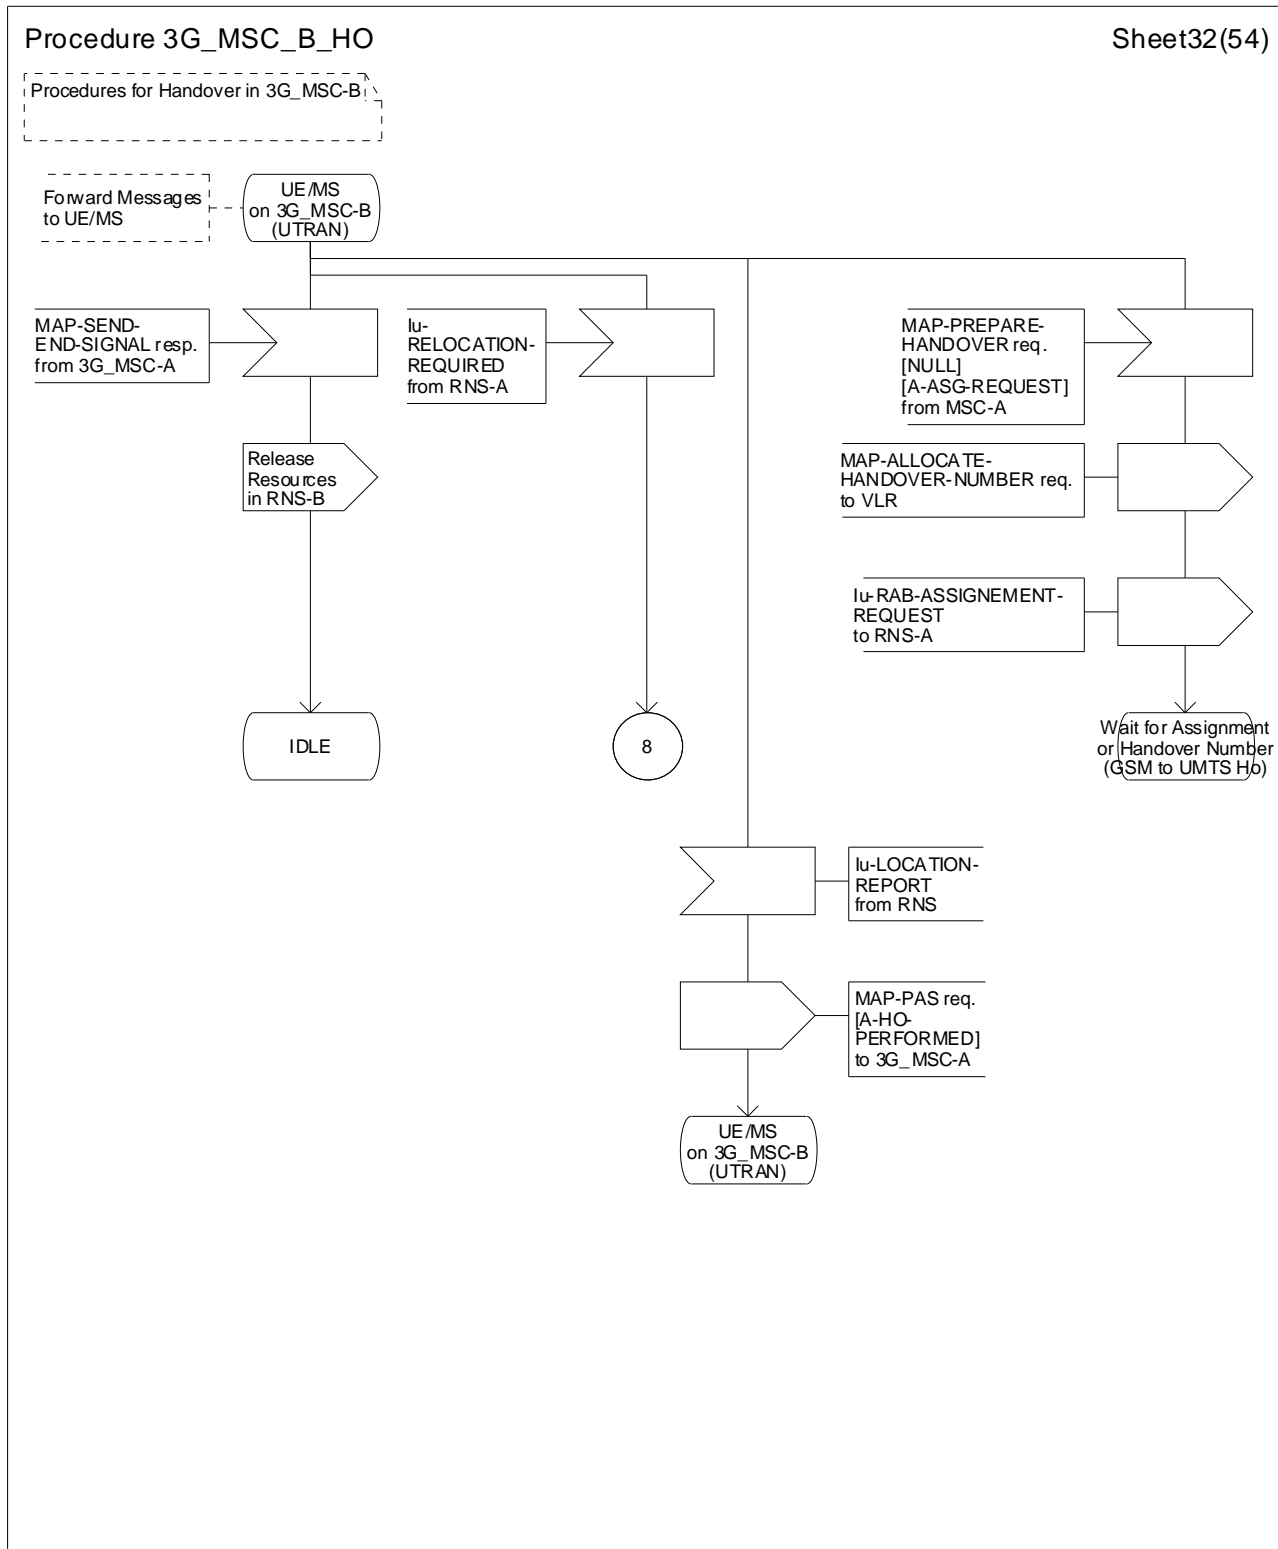 Procedure 3G_MSC_B_HO
Sheet32(54)
Procedures for Handover in 3G_MSC-B
Forward Messages
to UE/MS
UE/MS
on 3G_MSC-B
(UTRAN)
MAP-SEND-
END-SIGNAL resp.
from 3G_MSC-A
Iu-
RELOCATION-
REQUIRED
from RNS-A
MAP-PREPARE-
HANDOVER req.
[NULL]
[A-ASG-REQUEST]
from MSC-A
Release
Resources
in RNS-B
MAP-ALLOCATE-
HANDOVER-NUMBER req.
to VLR
Iu-RAB-ASSIGNEMENT-
REQUEST
to RNS-A
IDLE
8
Wait for Assignment
or Handover Number
(GSM to UMTS Ho)
Iu-LOCATION-
REPORT
from RNS
MAP-PAS req.
[A-HO-
PERFORMED]
to 3G_MSC-A
UE/MS
on 3G_MSC-B
(UTRAN)